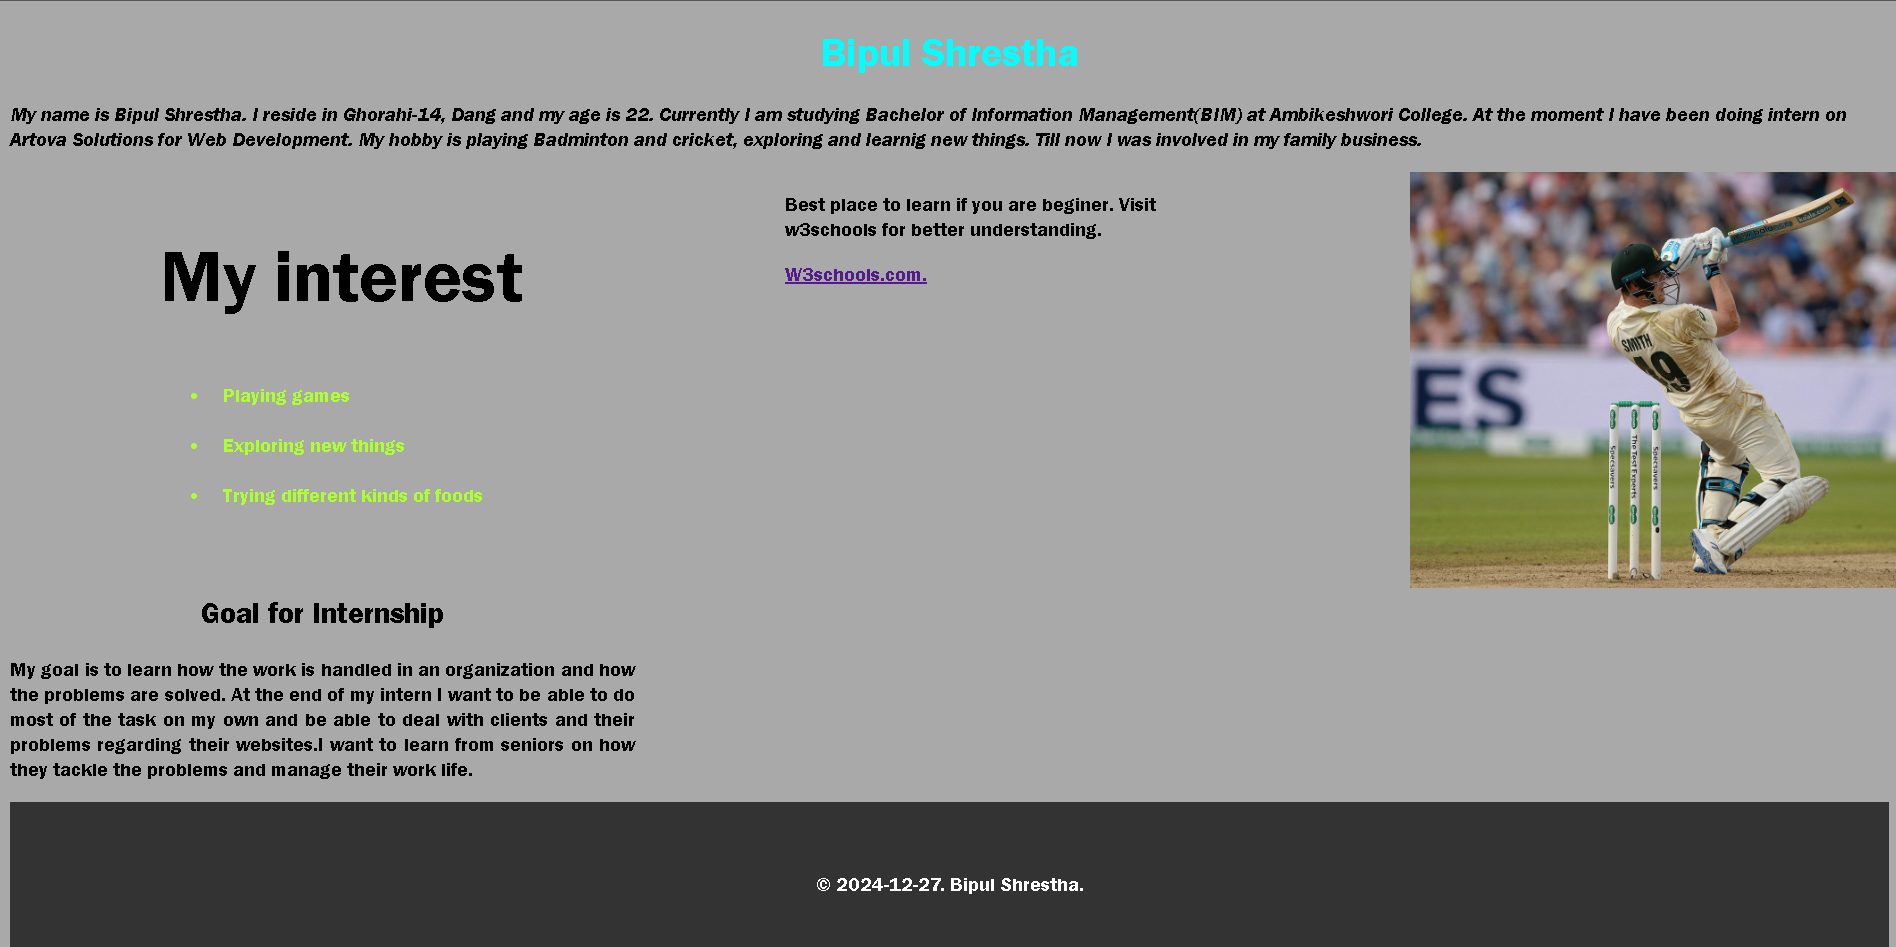 Bipul Shrestha
My name is Bipul Shrestha. I reside in Ghorahi-14, Dang and my age is 22. Currently I am studying Bachelor of Information Management(BIM) at Ambikeshwori College. At the moment I have been doing intern on
Artova Solutions for Web Development. My hobby is playing Badminton and cricket, exploring and learnig new things. Till now I was involved in my family business.
My interest
• Playing games
• Exploring new things
• Trying different kinds of foods
Best place to learn if you are beginer. Visit
w3schools for better understanding.
W3schools.com.
SMITH
49
ES
Specsavers
The Test Experts
Specsavers
Goal for Internship
My goal is to learn how the work is handled in an organization and how
the problems are solved. At the end of my intern I want to be able to do
most of the task on my own and be able to deal with clients and their
problems regarding their websites.I want to learn from seniors on how
they tackle the problems and manage their work life.
© 2024-12-27. Bipul Shrestha.